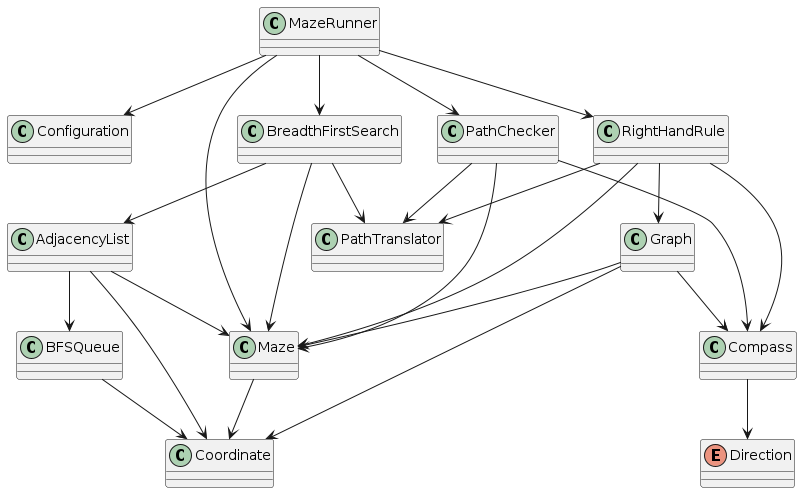 C MazeRunner
C Configuration
C BreadthFirstSearch
C PathChecker
C RightHandRule
C AdjacencyList
C PathTranslator
C Graph
C BFSQueue
C Maze
C Compass
C Coordinate
E Direction